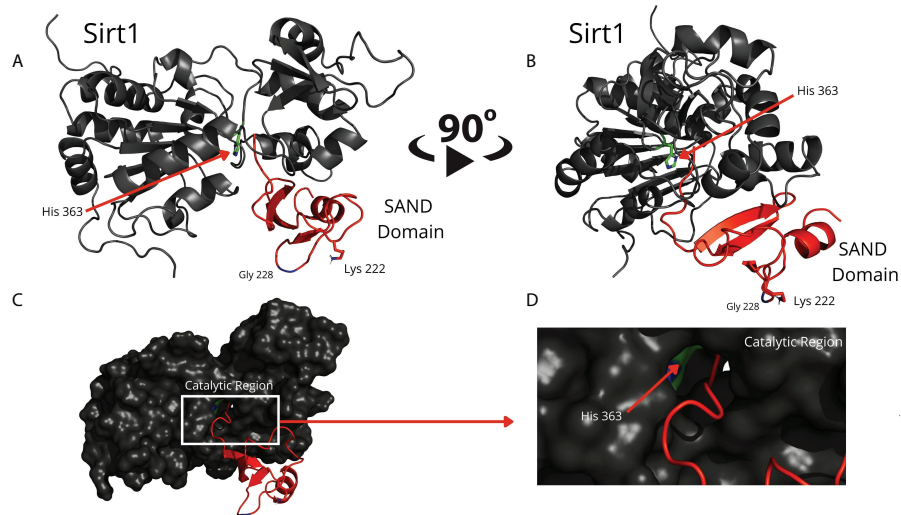 A
Sirt1
His 363
SAND
Domain
Gly 228
Lys 222
90°
B
Sirt1
His 363
SAND
Domain
Gly 228
Lys 222
C
Catalytic Region
D
Catalytic Region
His 363